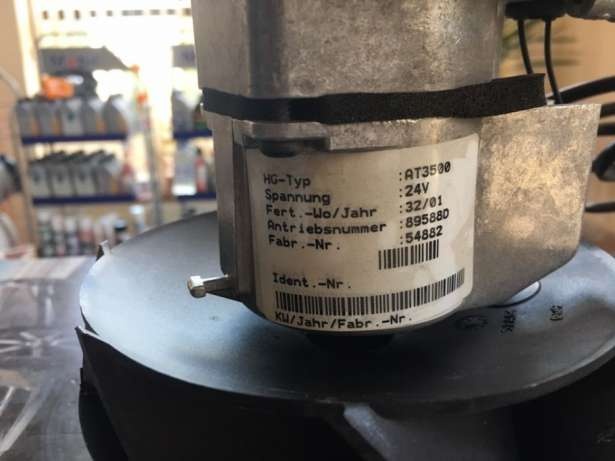 HG-Typ :AT3500
Spannung :24V
Fert.-Wo/Jahr :32/01
Antriebsnummer :89588D
Fabr.-Nr. :54882
Ident.-Nr.
KW/Jahr/Fabr.-Nr.